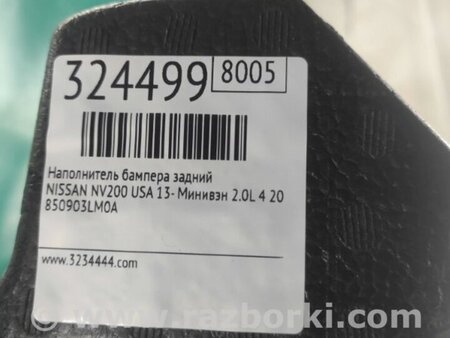 324499 8005
Наполнитель бампера задний
NISSAN NV200 USA 13- Минивэн 2.0L 4 20
850903LM0A
www.3234444.com
© www.razborki.com